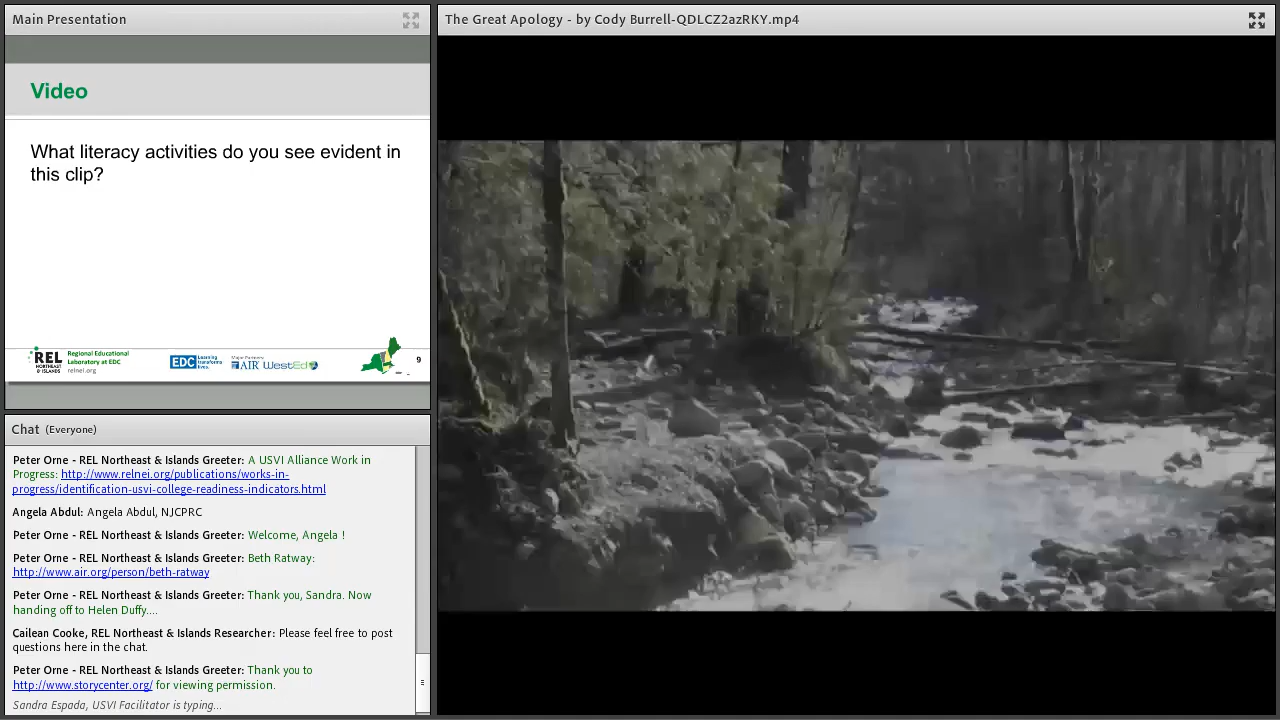 Main Presentation
Video
What literacy activities do you see evident in
this clip?
REL
NORTHEAST
& ISLANDS
Regional Educational
Laboratory at EDC
relnei.org
EDC
Learning
transforms
lives.
Major Partners:
AIR
WestEd
9
Chat (Everyone)
Peter Orne - REL Northeast & Islands Greeter: A USVI Alliance Work in
Progress: http://www.relnei.org/publications/works-in-
progress/identification-usvi-college-readiness-indicators.html
Angela Abdul: Angela Abdul, NJCPRC
Peter Orne - REL Northeast & Islands Greeter: Welcome, Angela !
Peter Orne - REL Northeast & Islands Greeter: Beth Ratway:
http://www.air.org/person/beth-ratway
Peter Orne - REL Northeast & Islands Greeter: Thank you, Sandra. Now
handing off to Helen Duffy....
Cailean Cooke, REL Northeast & Islands Researcher: Please feel free to post
questions here in the chat.
Peter Orne - REL Northeast & Islands Greeter: Thank you to
http://www.storycenter.org/ for viewing permission.
Sandra Espada, USVI Facilitator is typing...
The Great Apology - by Cody Burrell-QDLCZ2azRKY.mp4